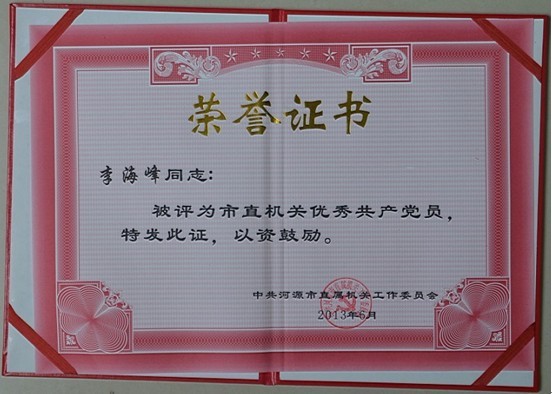 荣誉证书
李海峰同志：
被评为市直机关优秀共产党员，
特发此证，以资鼓励。
中共河源市直属机关工作委员会
2013年6月